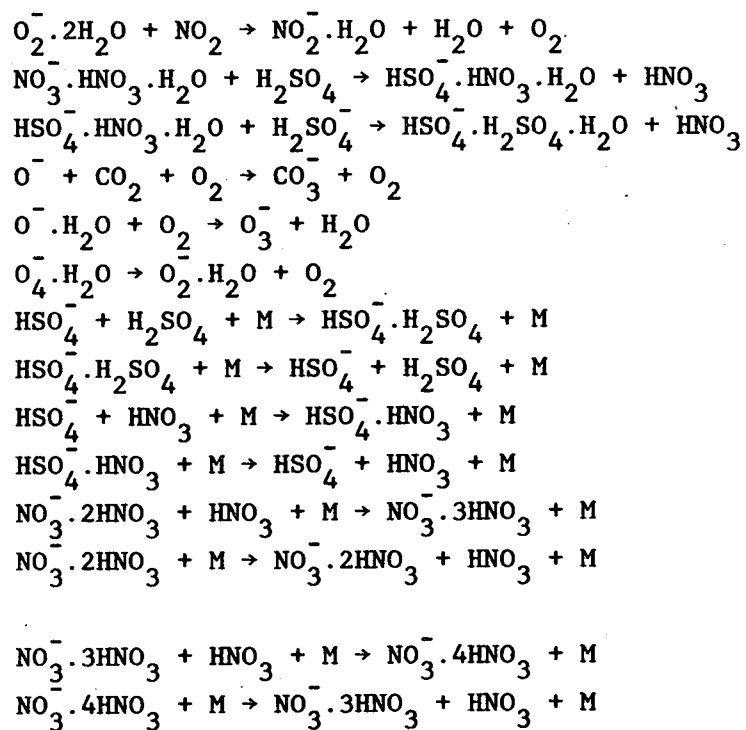 O₂⁻.2H₂O + NO₂ → NO₂⁻.H₂O + H₂O + O₂
NO₃⁻.HNO₃.H₂O + H₂SO₄ → HSO₄⁻.HNO₃.H₂O + HNO₃
HSO₄⁻.HNO₃.H₂O + H₂SO₄⁻ → HSO₄⁻.H₂SO₄.H₂O + HNO₃
O⁻ + CO₂ + O₂ → CO₃⁻ + O₂
O⁻.H₂O + O₂ → O₃⁻ + H₂O
O₄⁻.H₂O → O₂⁻.H₂O + O₂
HSO₄⁻ + H₂SO₄ + M → HSO₄⁻.H₂SO₄ + M
HSO₄⁻.H₂SO₄ + M → HSO₄⁻ + H₂SO₄ + M
HSO₄⁻ + HNO₃ + M → HSO₄⁻.HNO₃ + M
HSO₄⁻.HNO₃ + M → HSO₄⁻ + HNO₃ + M
NO₃⁻.2HNO₃ + HNO₃ + M → NO₃⁻.3HNO₃ + M
NO₃⁻.2HNO₃ + M → NO₃⁻.2HNO₃ + HNO₃ + M
NO₃⁻.3HNO₃ + HNO₃ + M → NO₃⁻.4HNO₃ + M
NO₃⁻.4HNO₃ + M → NO₃⁻.3HNO₃ + HNO₃ + M